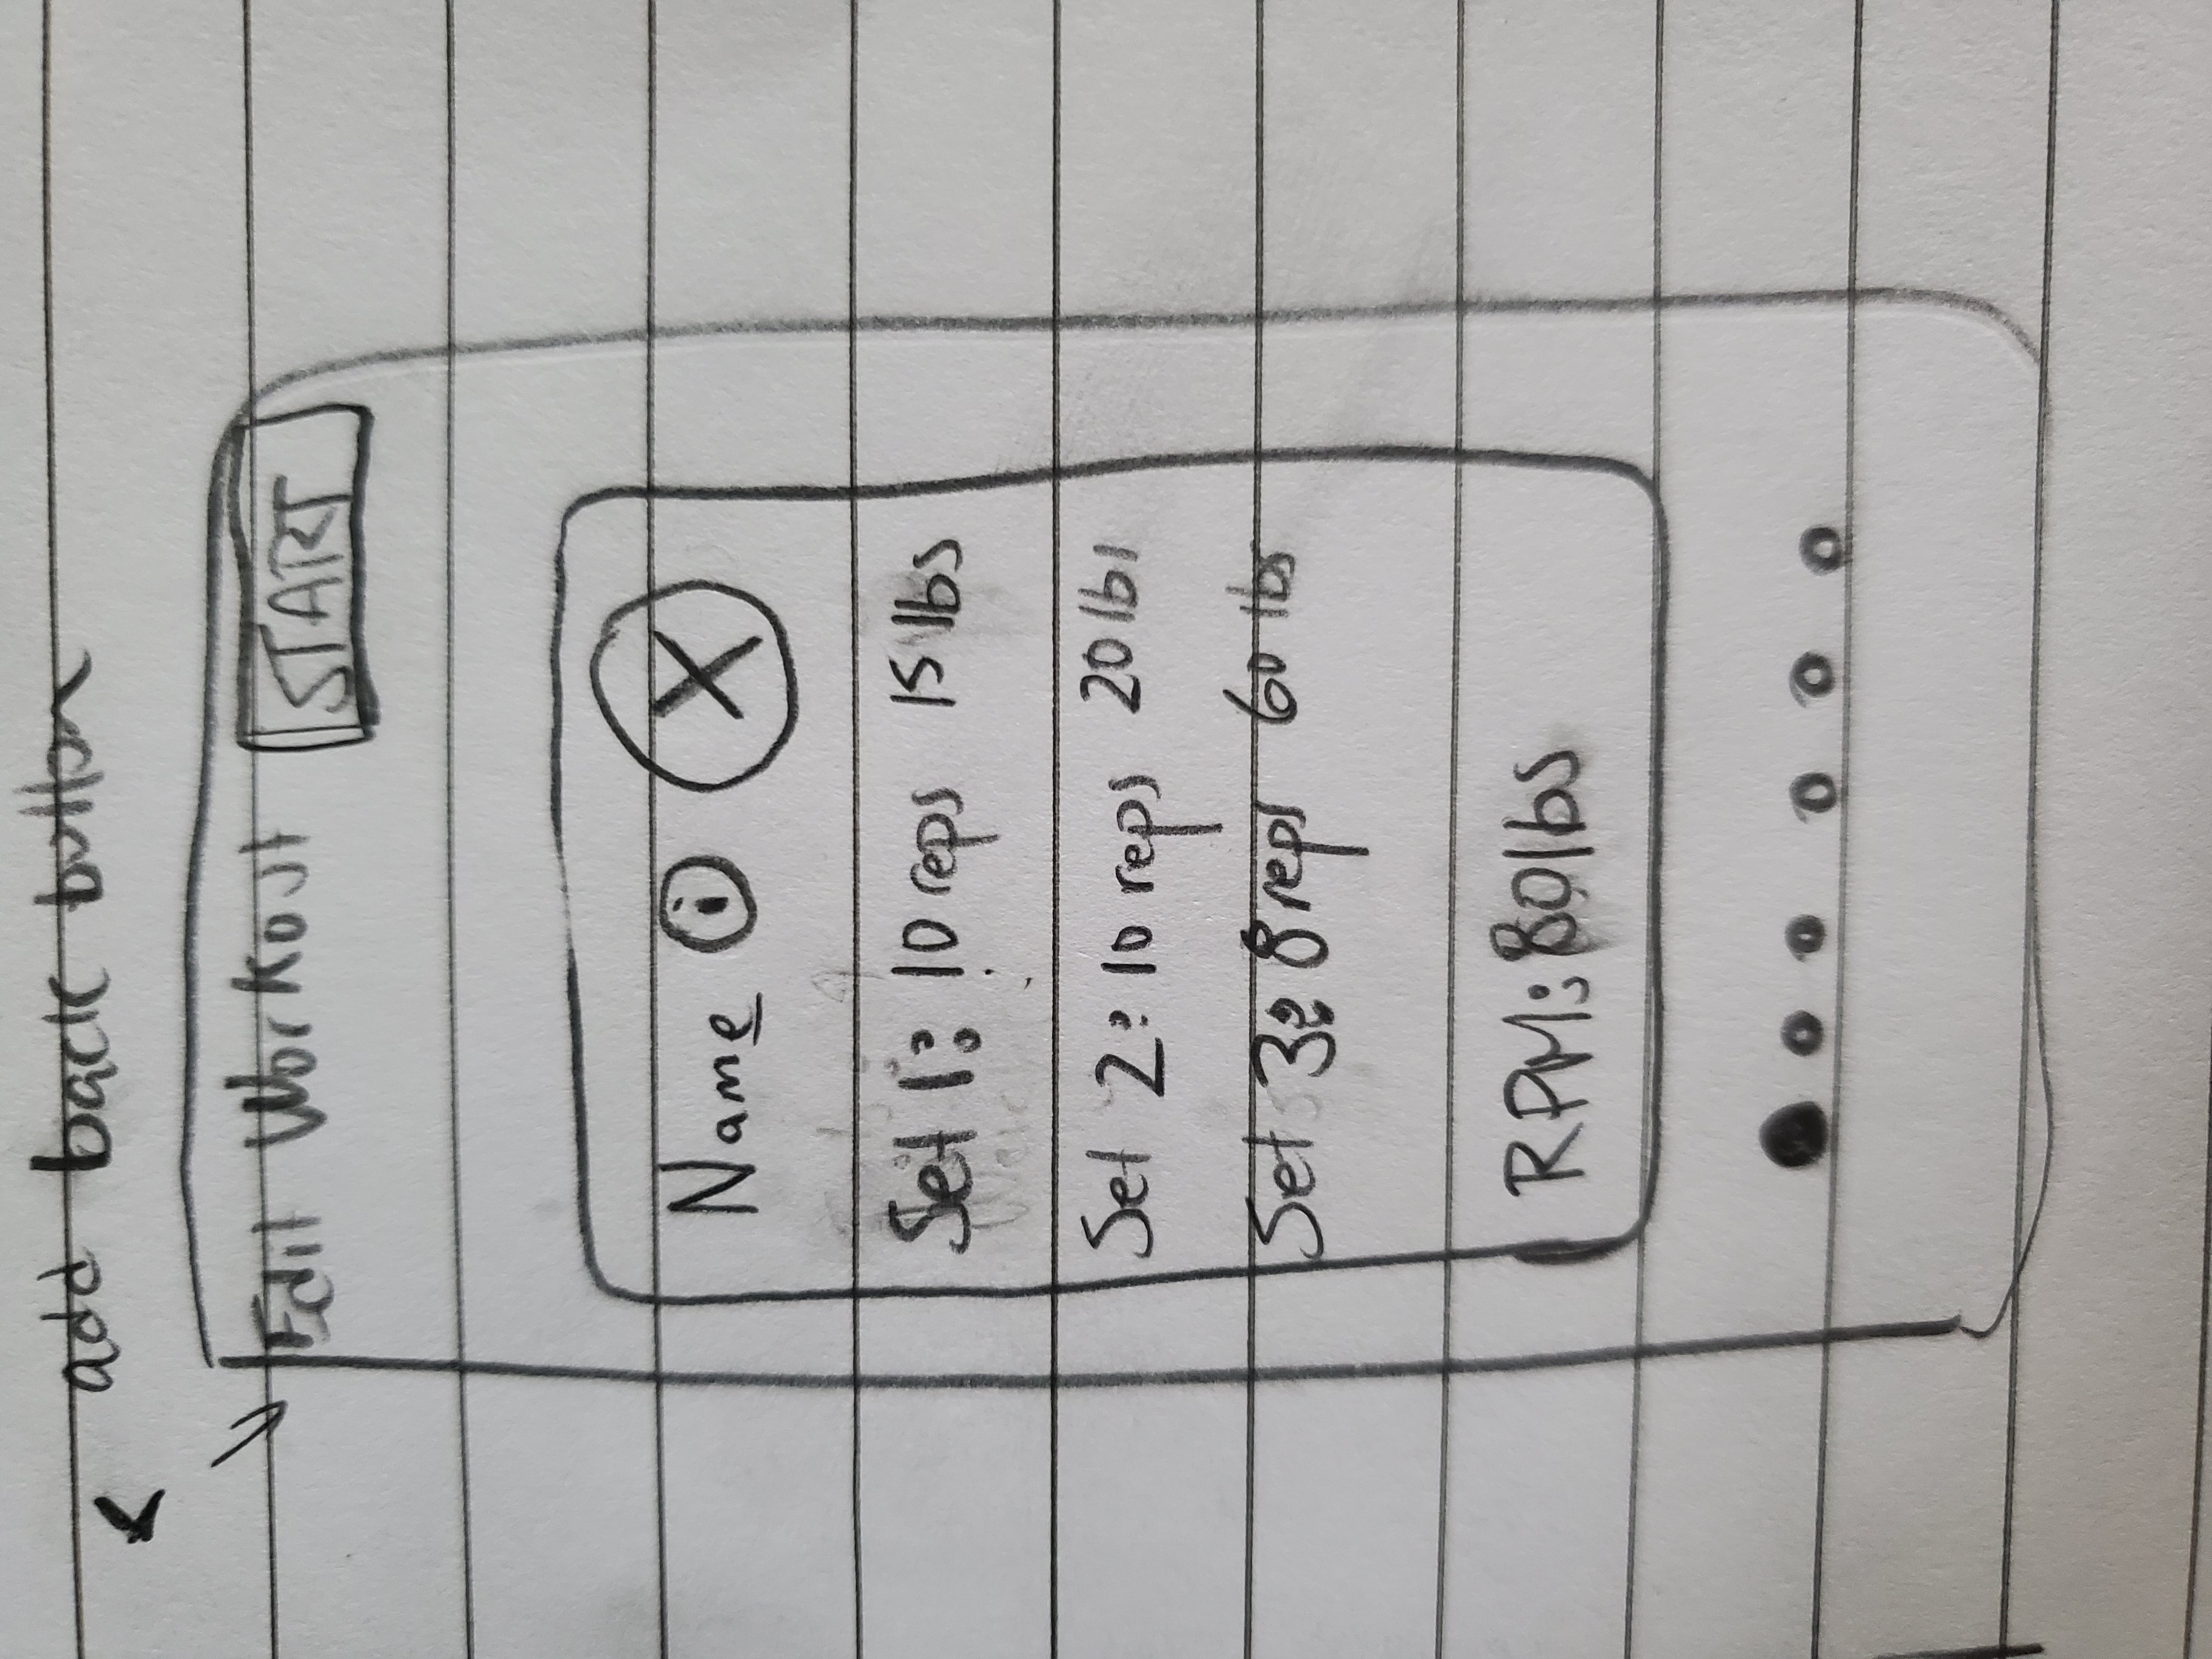 add back button
<
Edit Workout START
Name i X
Set 1: 10 reps 15 lbs
Set 2: 10 reps 20 lbs
Set 3: 8 reps 60 lbs
RPM: 80 lbs